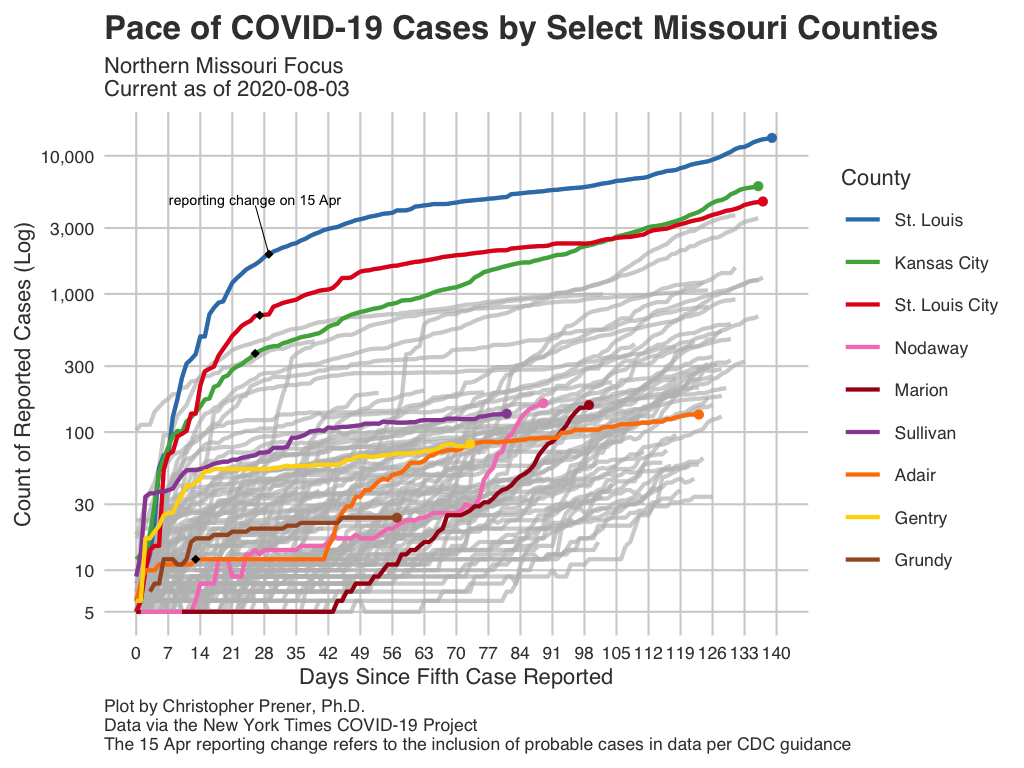 Pace of COVID-19 Cases by Select Missouri Counties
Northern Missouri Focus
Current as of 2020-08-03
Count of Reported Cases (Log)
10,000
3,000
1,000
300
100
30
10
5
reporting change on 15 Apr
0 7 14 21 28 35 42 49 56 63 70 77 84 91 98 105 112 119 126 133 140
Days Since Fifth Case Reported
County
St. Louis
Kansas City
St. Louis City
Nodaway
Marion
Sullivan
Adair
Gentry
Grundy
Plot by Christopher Prener, Ph.D.
Data via the New York Times COVID-19 Project
The 15 Apr reporting change refers to the inclusion of probable cases in data per CDC guidance